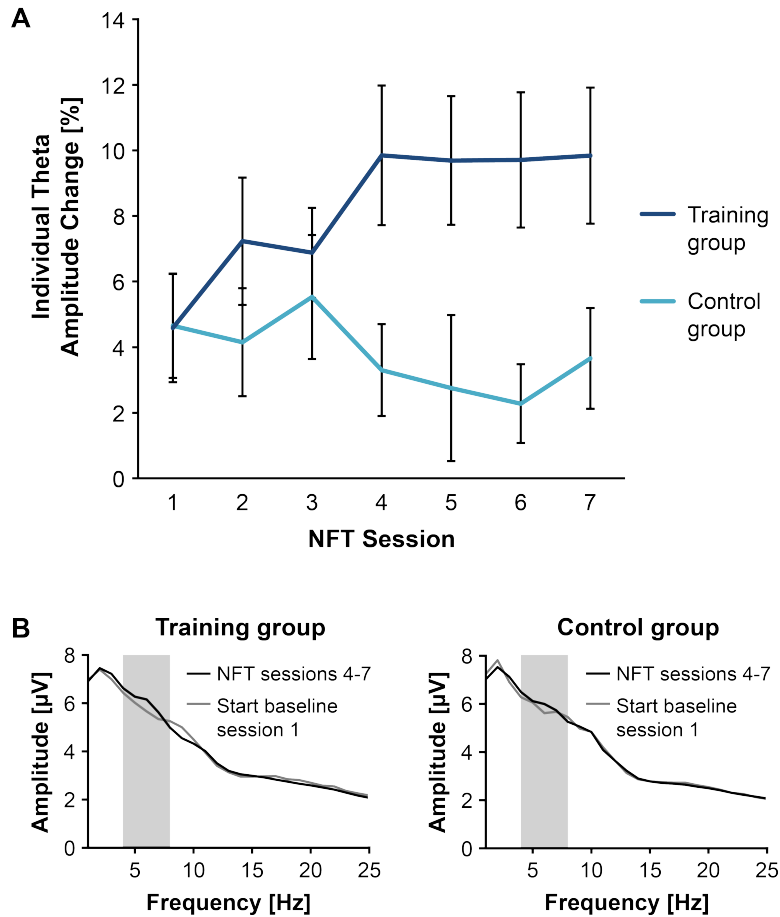 A
Individual Theta
Amplitude Change [%]
14
12
10
8
6
4
2
0
1 2 3 4 5 6 7
NFT Session
Training
group
Control
group
B
Training group
Amplitude [µV]
8
6
4
2
0
NFT sessions 4-7
Start baseline
session 1
5 10 15 20 25
Frequency [Hz]
Control group
Amplitude [µV]
8
6
4
2
0
NFT sessions 4-7
Start baseline
session 1
5 10 15 20 25
Frequency [Hz]